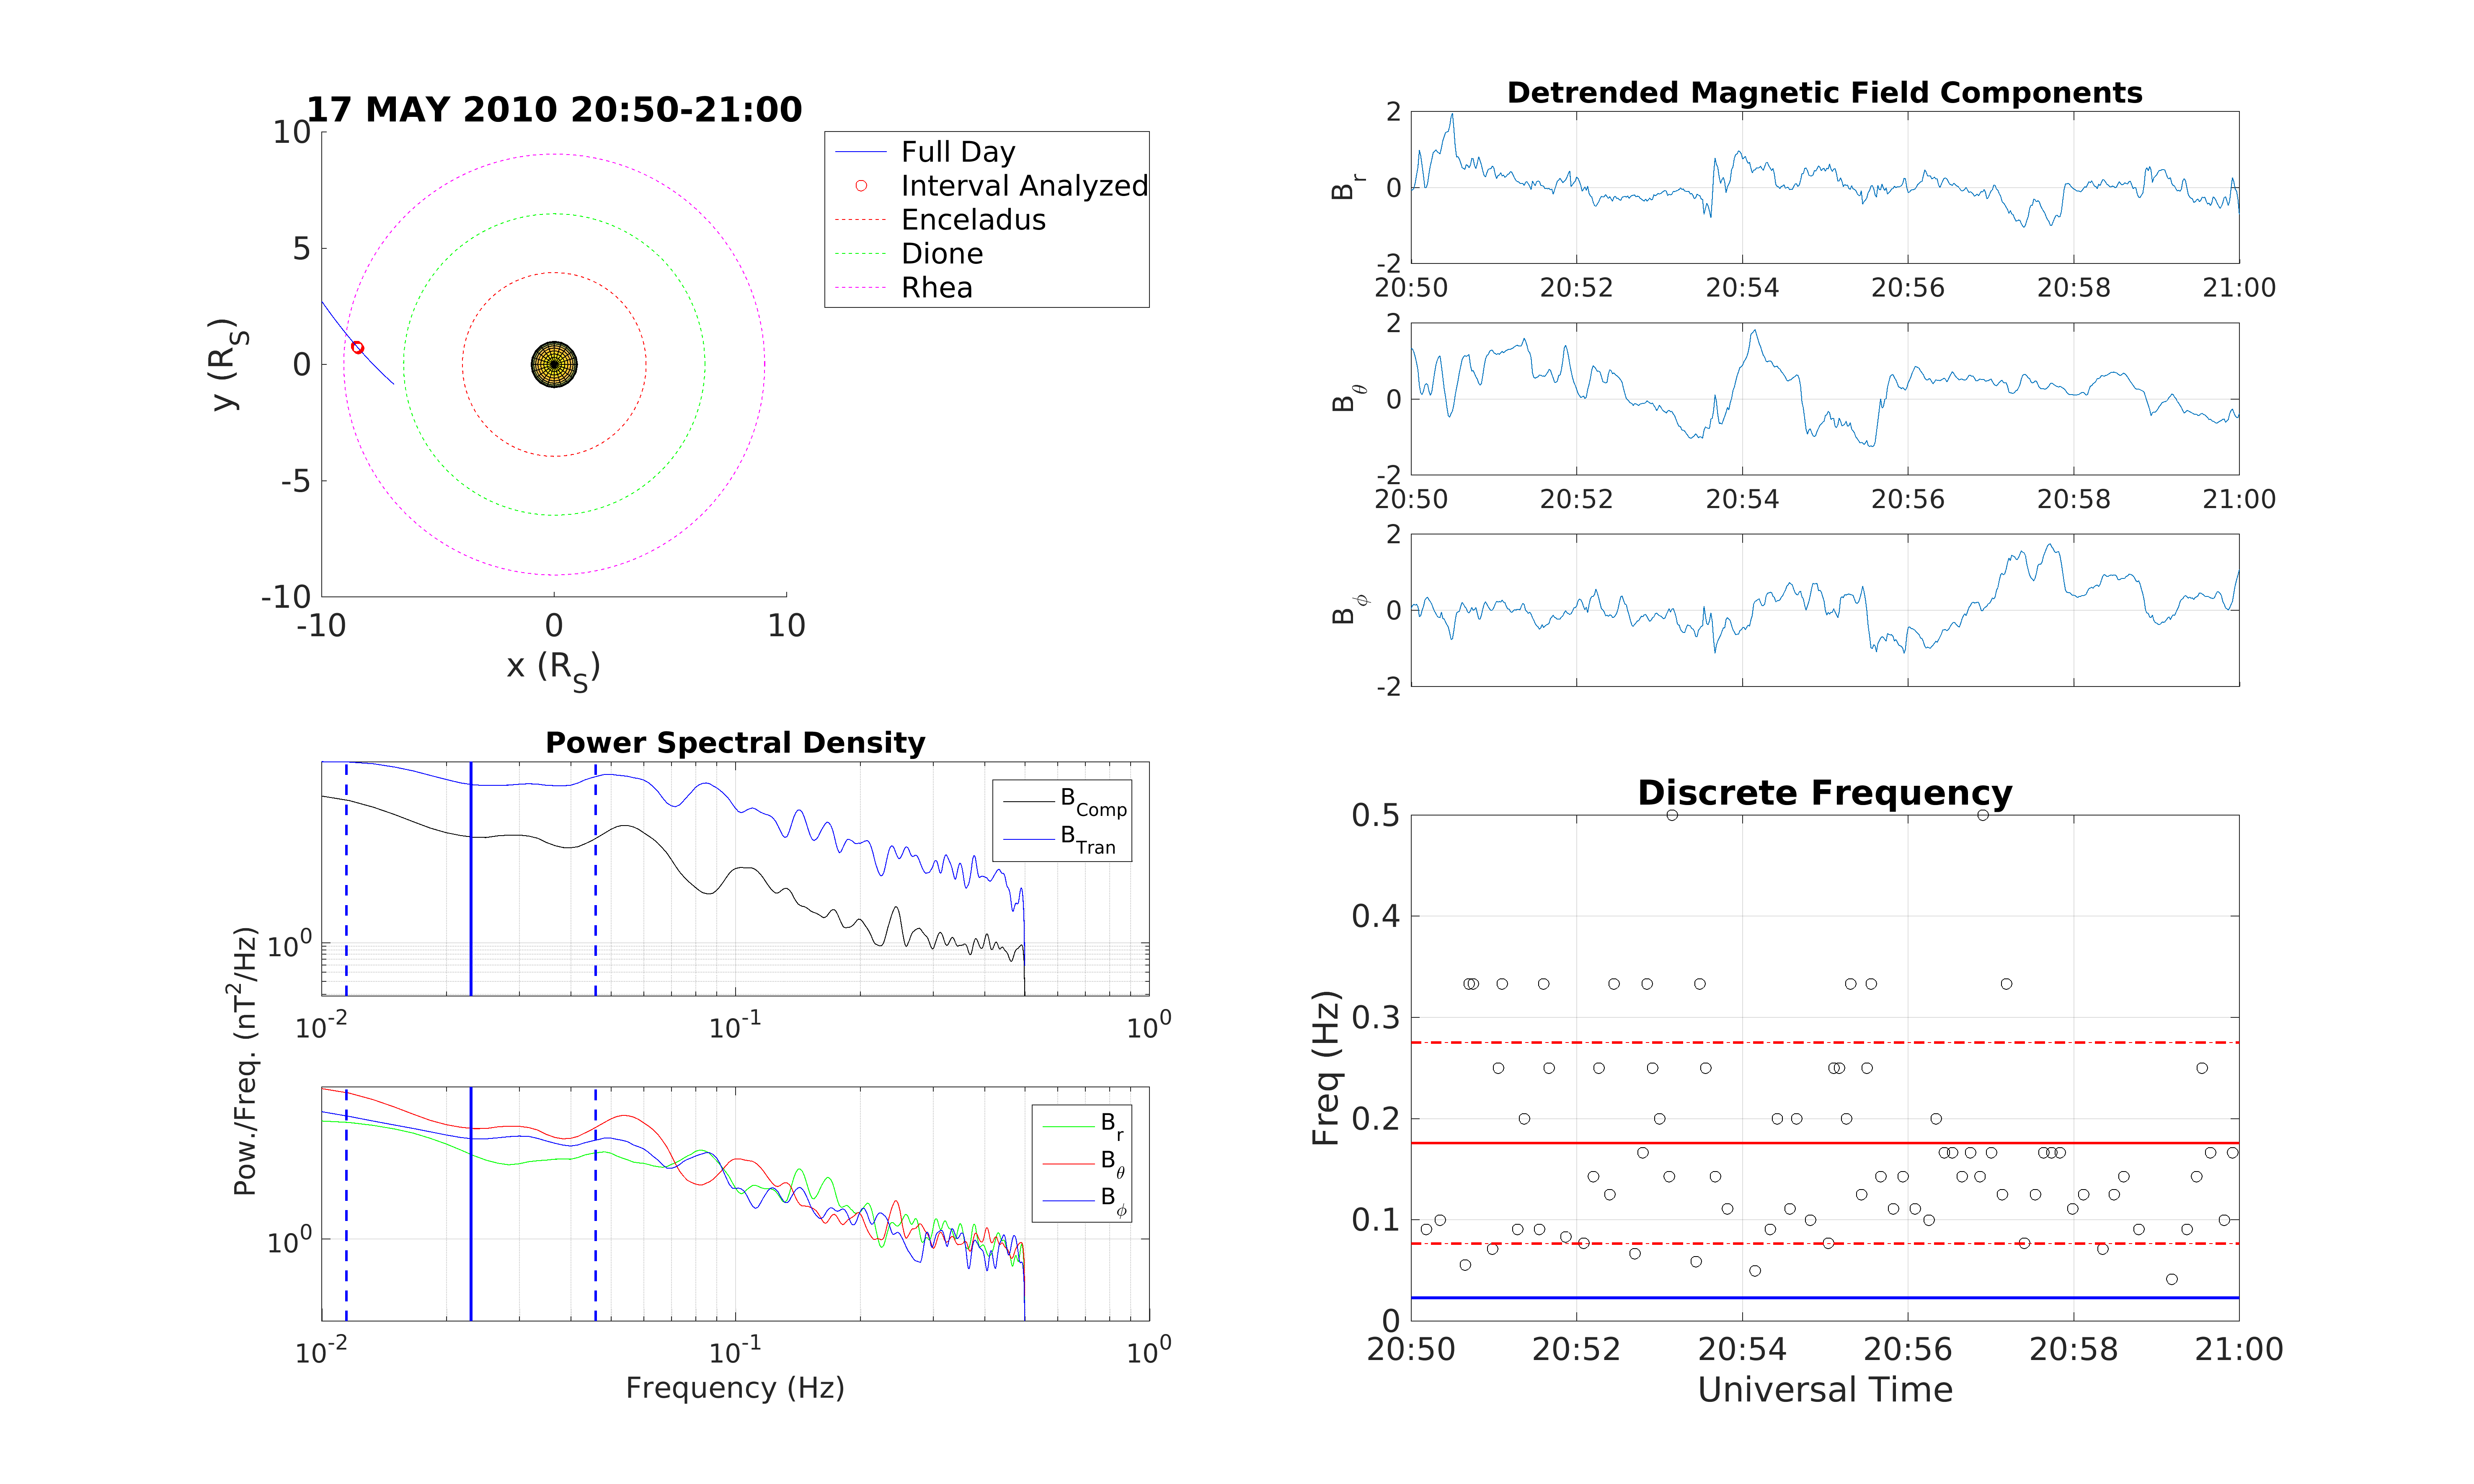 17 MAY 2010 20:50-21:00
10
5
0
-5
-10
-10 0 10
y (R_S)
x (R_S)
Full Day
Interval Analyzed
Enceladus
Dione
Rhea
Detrended Magnetic Field Components
2
0
-2
B_r
20:50 20:52 20:54 20:56 20:58 21:00
2
0
-2
B_θ
20:50 20:52 20:54 20:56 20:58 21:00
2
0
-2
B_ϕ
Power Spectral Density
B_Comp
B_Tran
10^0
10^-2 10^-1 10^0
Pow./Freq. (nT^2/Hz)
B_r
B_θ
B_ϕ
10^0
10^-2 10^-1 10^0
Frequency (Hz)
Discrete Frequency
0.5
0.4
0.3
0.2
0.1
0
Freq (Hz)
20:50 20:52 20:54 20:56 20:58 21:00
Universal Time